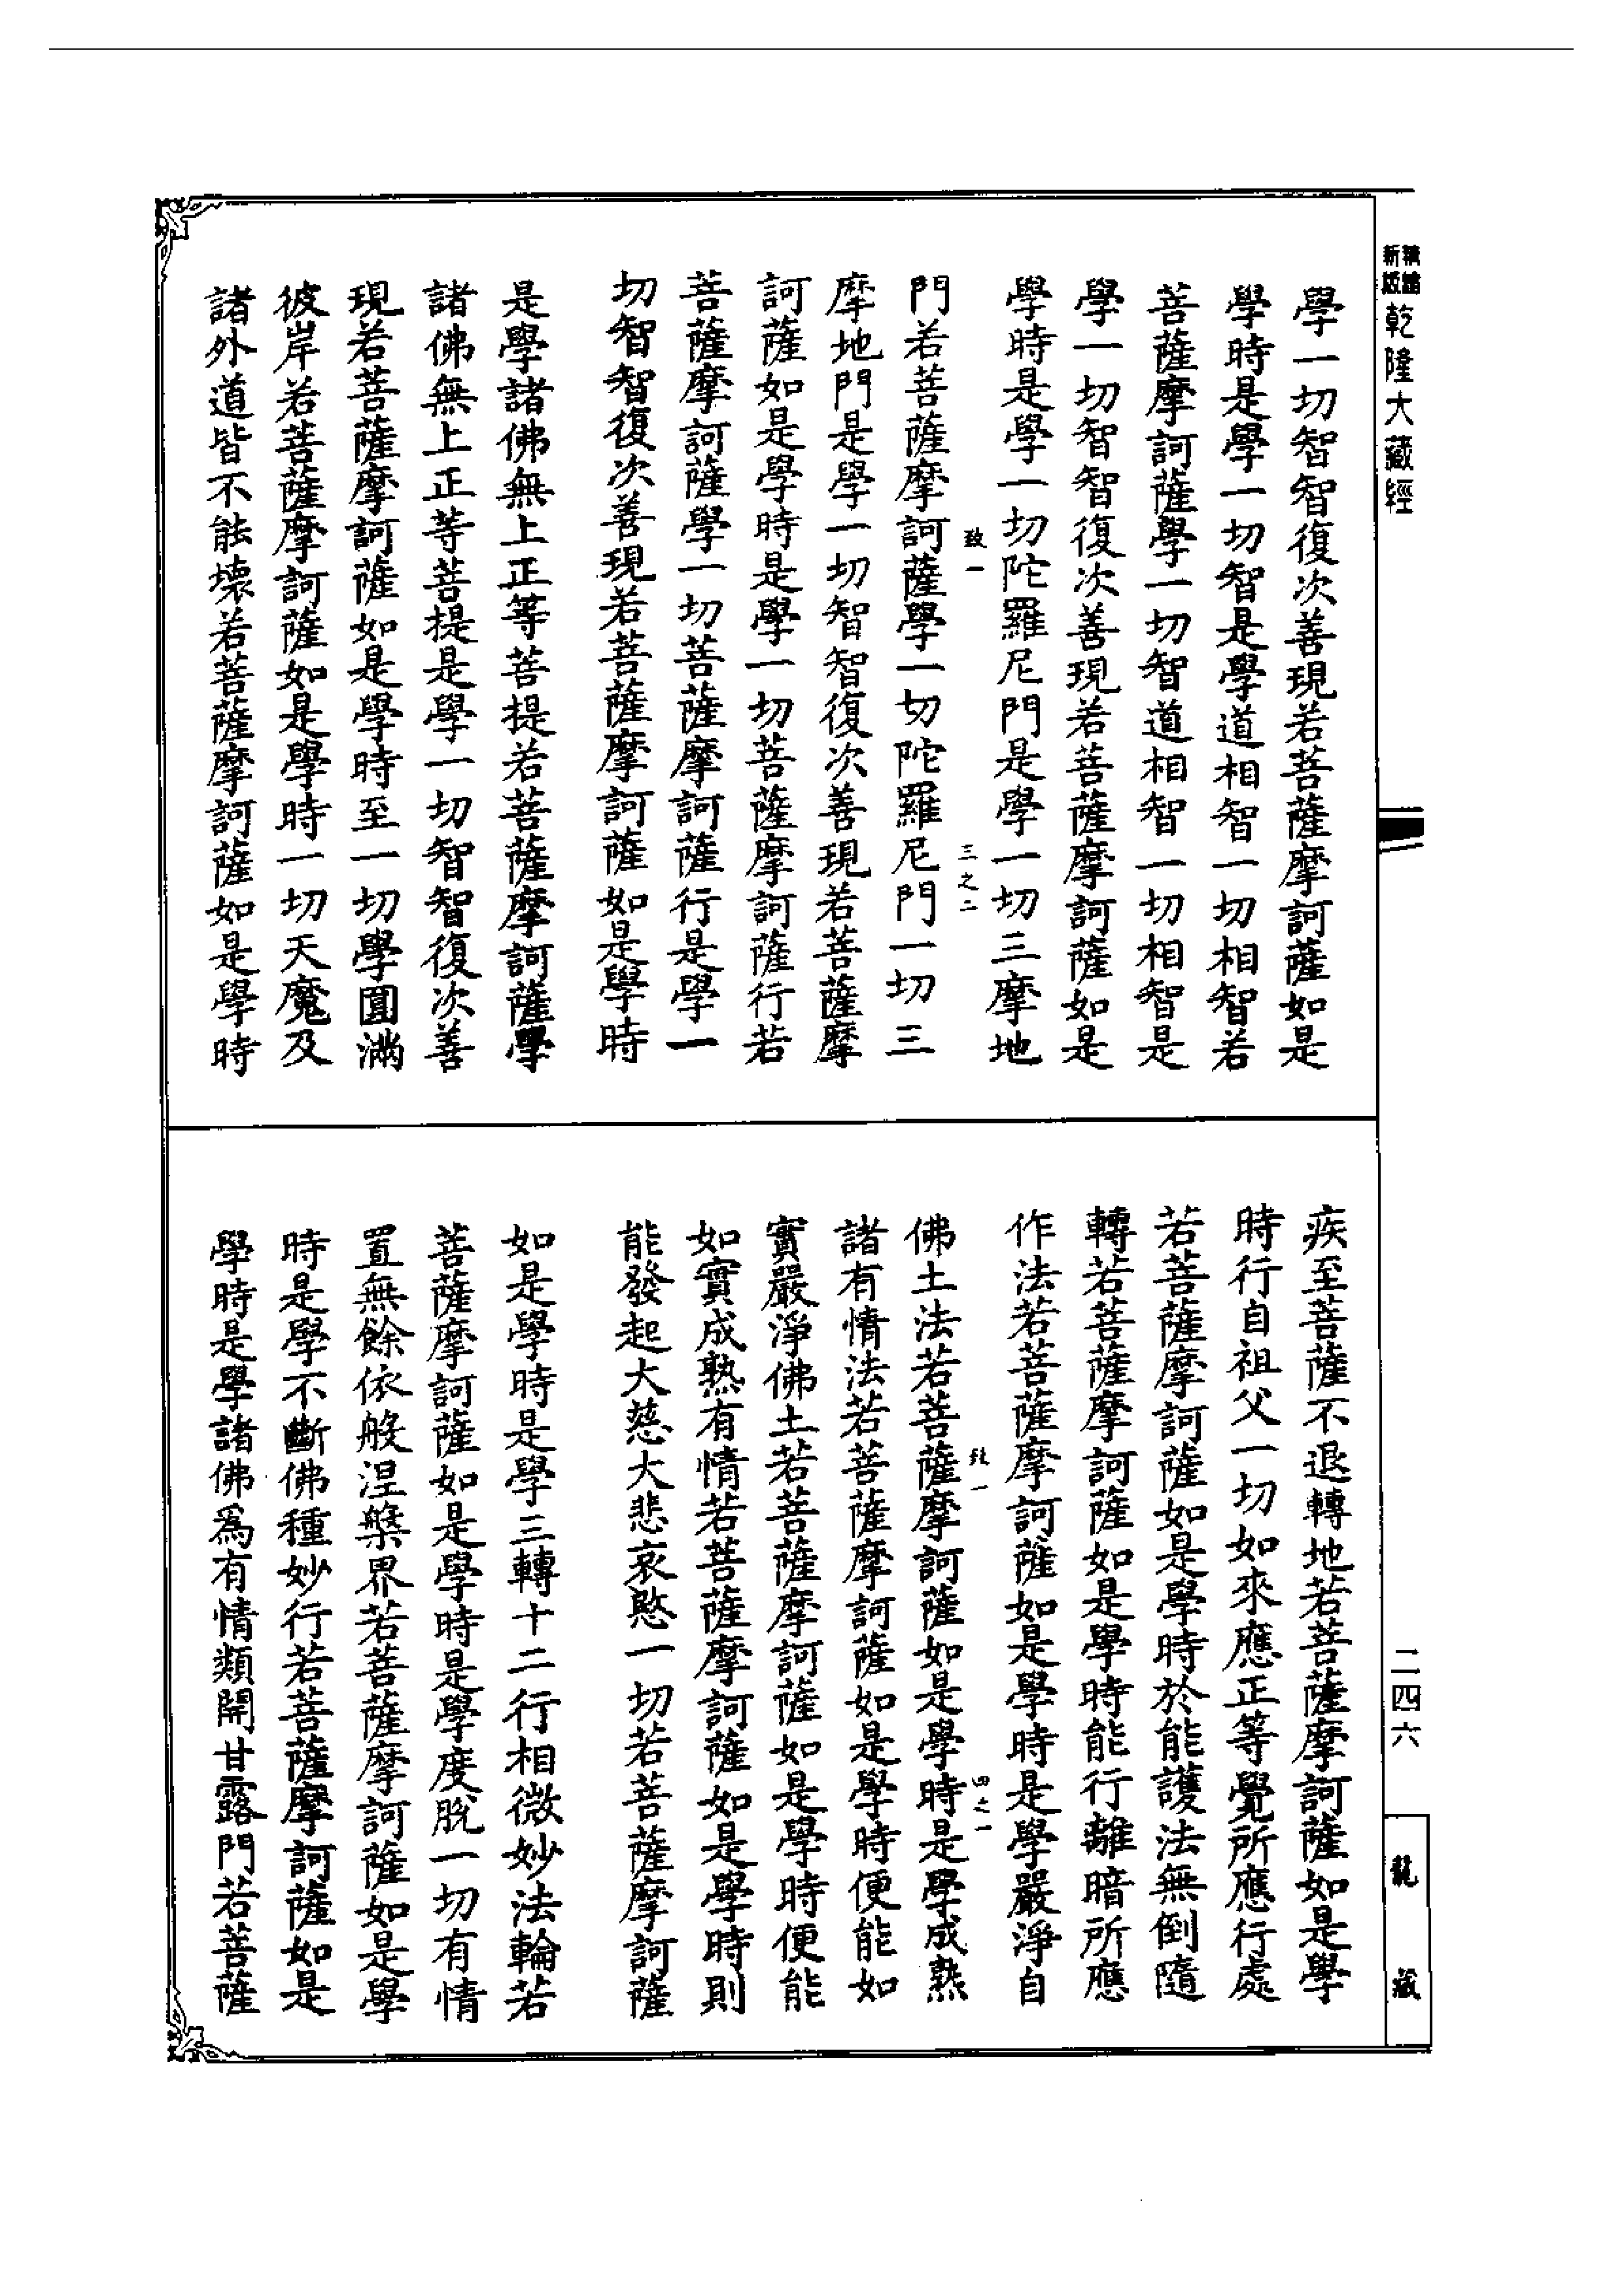 新編縮版
乾隆大藏經
學一切智智復次善現若菩薩摩訶薩如是
學時是學一切智是學道相智一切相智若
菩薩摩訶薩學一切智道相智一切相智是
學一切智智復次善現若菩薩摩訶薩如是
學時是學一切陀羅尼門是學一切三摩地
致一
三之二
門若菩薩摩訶薩學一切陀羅尼門一切三
摩地門是學一切智智復次善現若菩薩摩
訶薩如是學時是學一切菩薩摩訶薩行若
菩薩摩訶薩學一切菩薩摩訶薩行是學一
切智智復次善現若菩薩摩訶薩如是學時
是學諸佛無上正等菩提若菩薩摩訶薩學
諸佛無上正等菩提是學一切智智復次善
現若菩薩摩訶薩如是學時至一切學圓滿
彼岸若菩薩摩訶薩如是學時一切天魔及
諸外道皆不能壞若菩薩摩訶薩如是學時
疾至菩薩不退轉地若菩薩摩訶薩如是學
時行自祖父一切如來應正等覺所應行處
若菩薩摩訶薩如是學時於能護法無倒隨
轉若菩薩摩訶薩如是學時能行離暗所應
作法若菩薩摩訶薩如是學時是學嚴淨自
致一
四之一
佛土法若菩薩摩訶薩如是學時是學成熟
諸有情法若菩薩摩訶薩如是學時便能如
實嚴淨佛土若菩薩摩訶薩如是學時便能
如實成熟有情若菩薩摩訶薩如是學時則
能發起大慈大悲哀愍一切若菩薩摩訶薩
如是學時是學三轉十二行相微妙法輪若
菩薩摩訶薩如是學時是學度脫一切有情
置無餘依般涅槃界若菩薩摩訶薩如是學
時是學不斷佛種妙行若菩薩摩訶薩如是
學時是學諸佛為有情類開甘露門若菩薩
二四六
龍藏